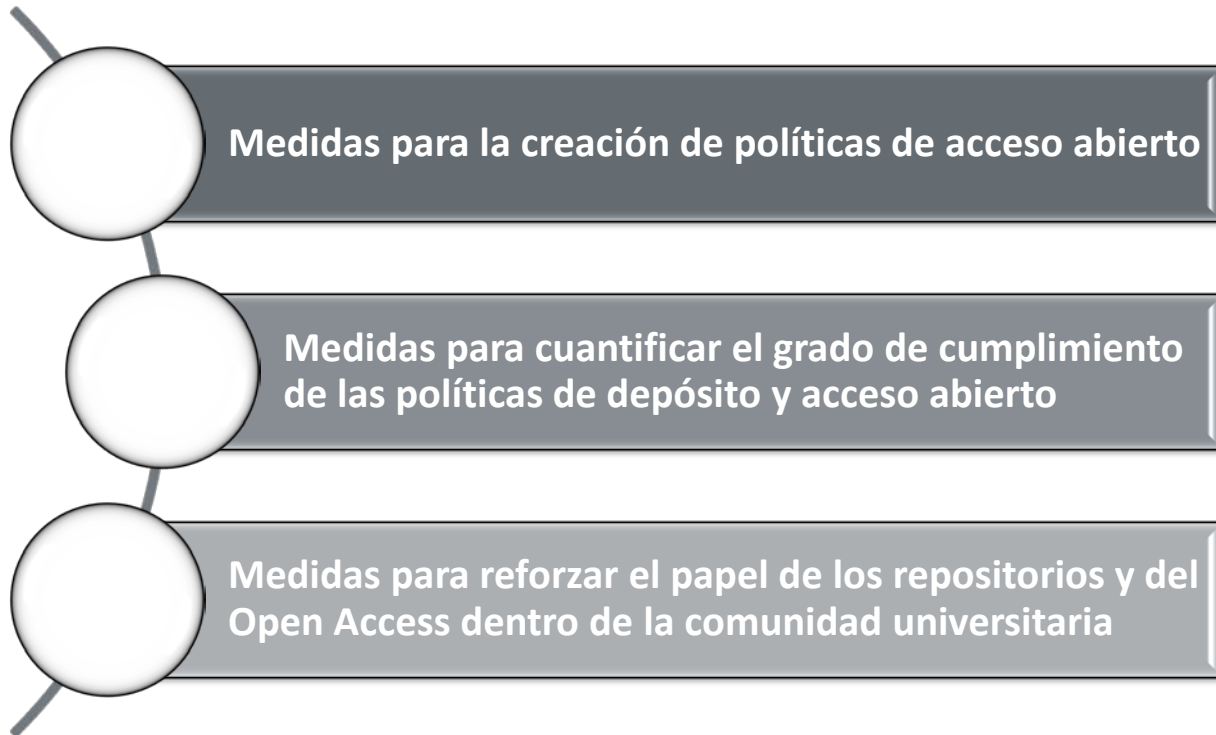 Medidas para la creación de políticas de acceso abierto
Medidas para cuantificar el grado de cumplimiento
de las políticas de depósito y acceso abierto
Medidas para reforzar el papel de los repositorios y del
Open Access dentro de la comunidad universitaria